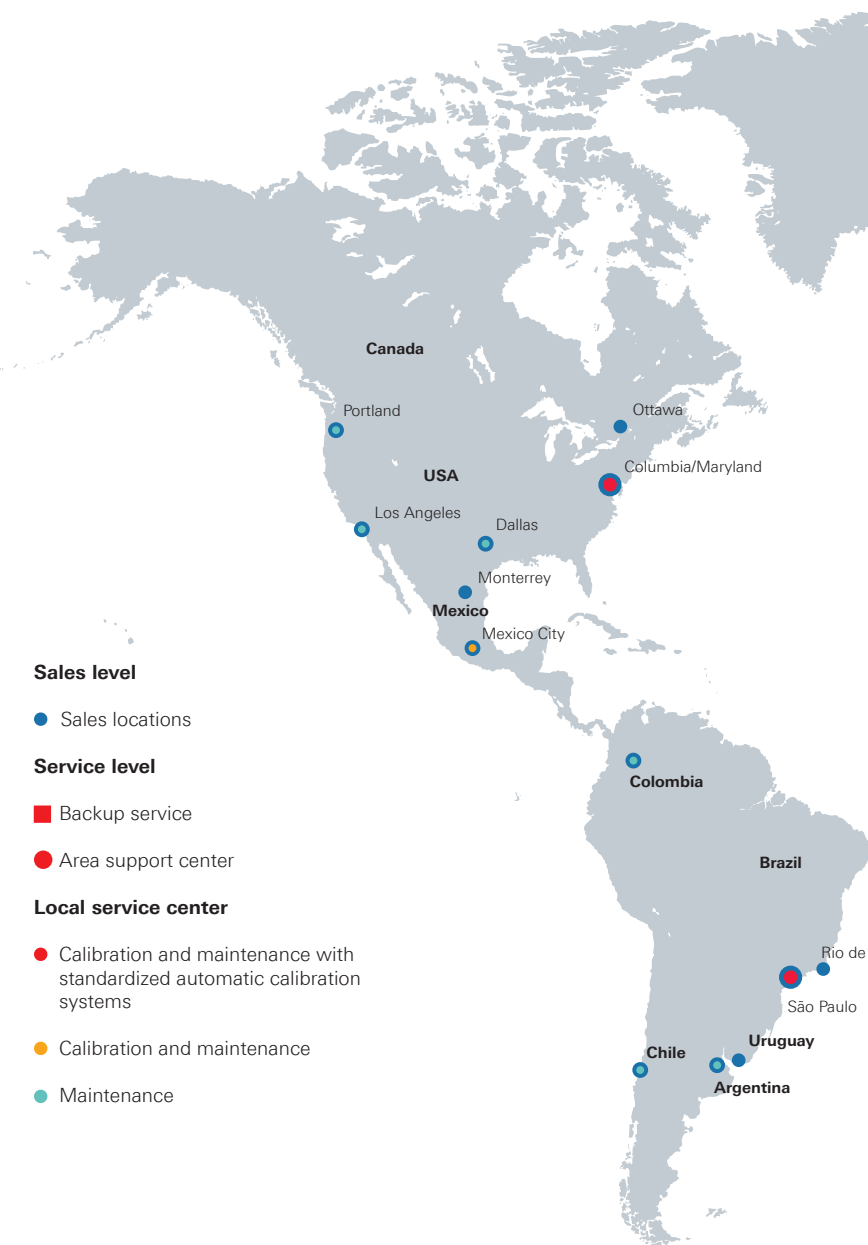 Canada
Portland
Ottawa
Columbia/Maryland
USA
Los Angeles
Dallas
Monterrey
Mexico
Mexico City
Sales level
Sales locations
Service level
Backup service
Area support center
Local service center
Calibration and maintenance with
standardized automatic calibration
systems
Calibration and maintenance
Maintenance
Colombia
Brazil
Rio de
São Paulo
Uruguay
Chile
Argentina